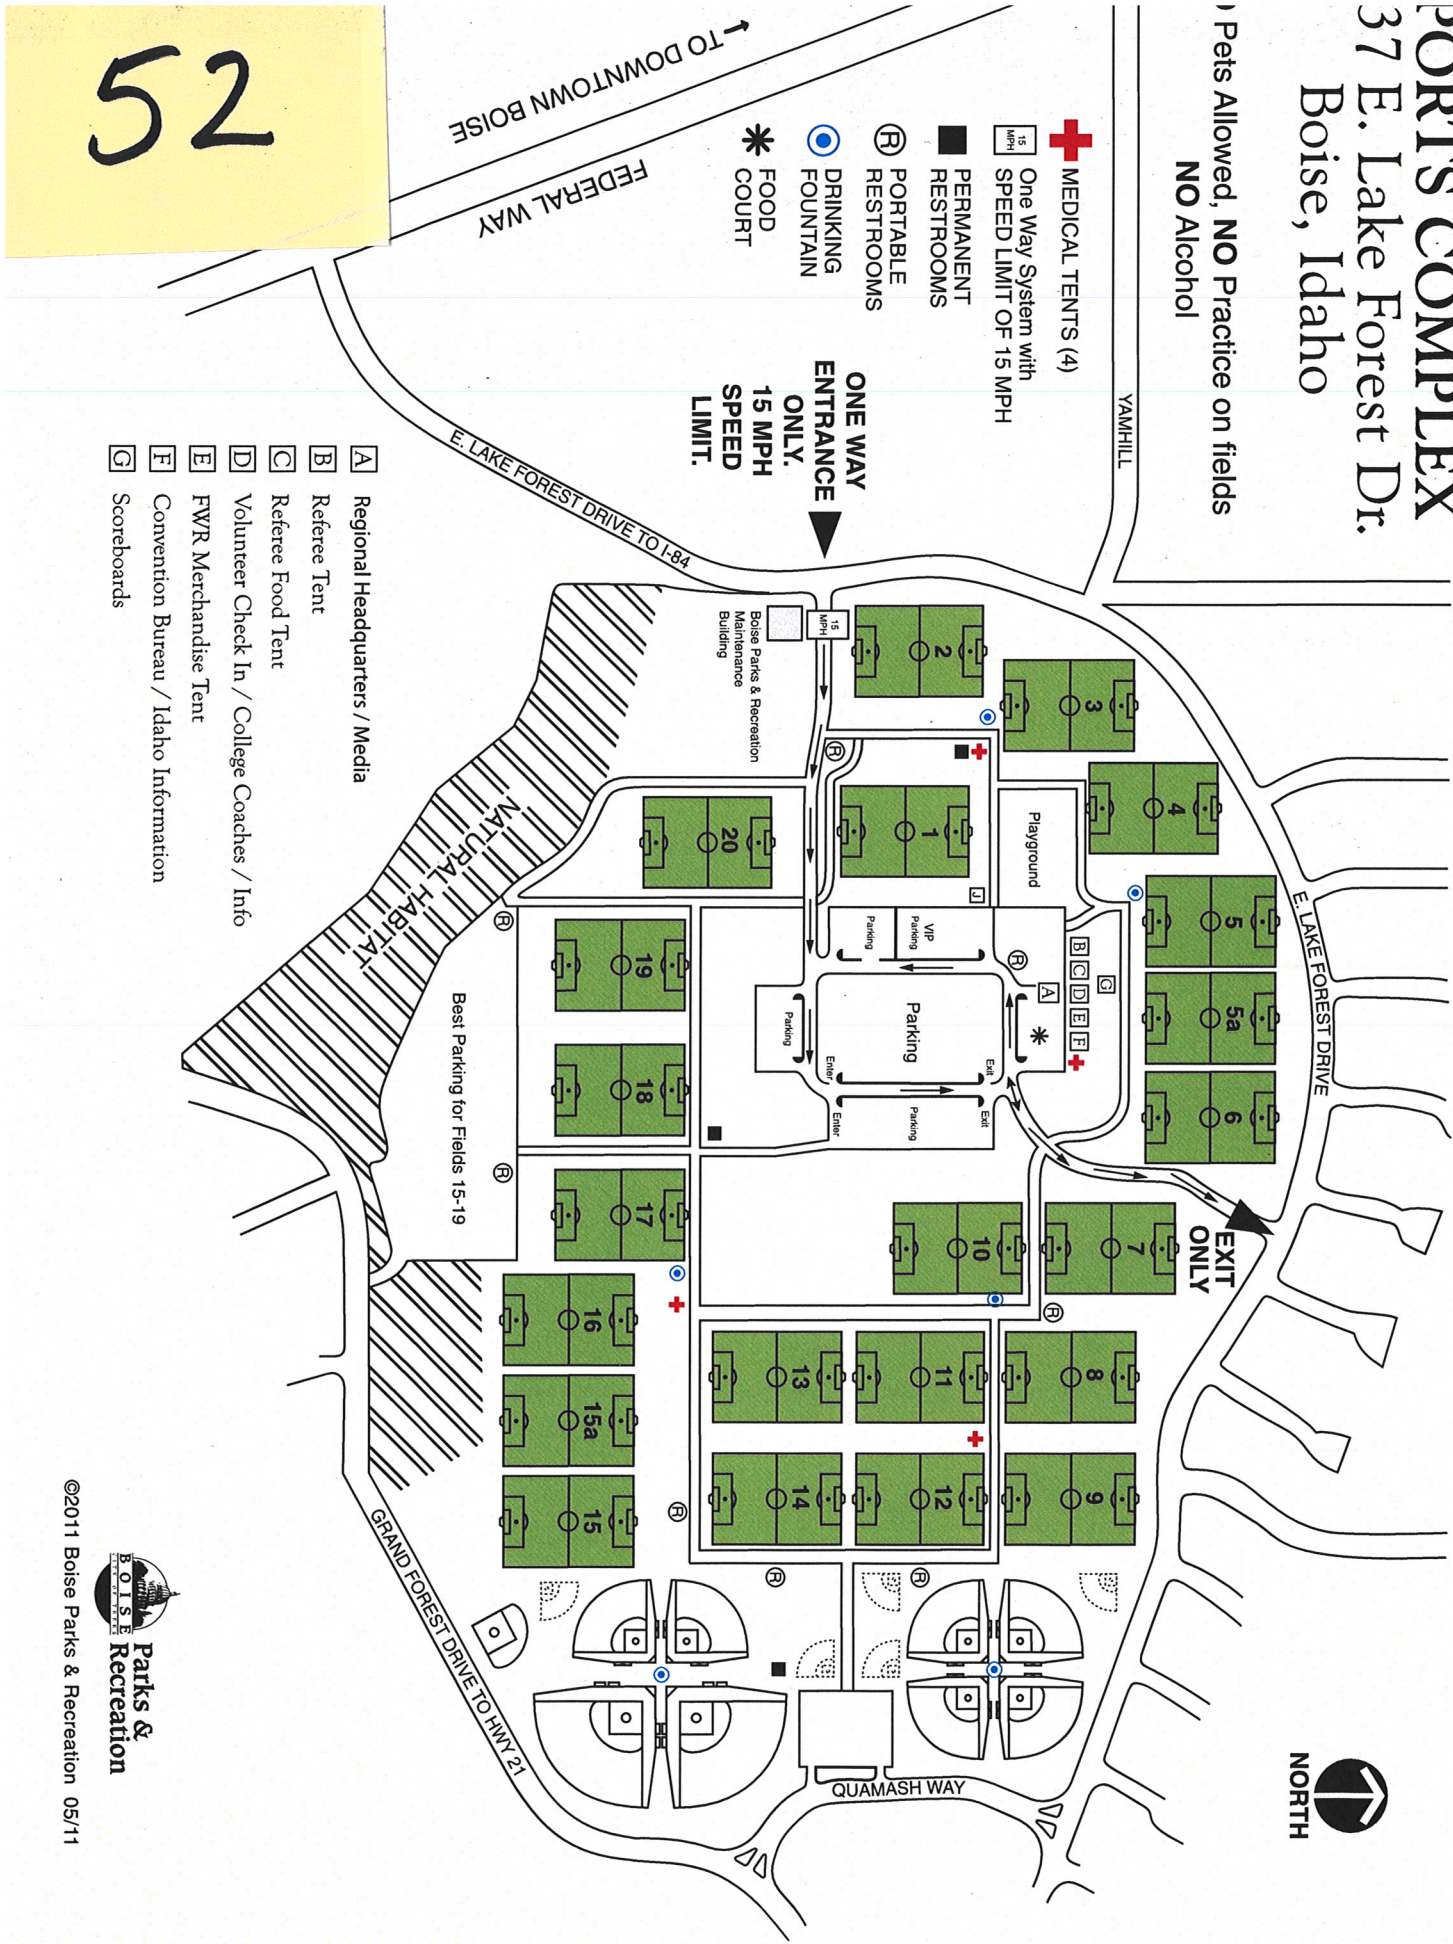 52
PORTS COMPLEX
37 E. Lake Forest Dr.
Boise, Idaho
Pets Allowed, NO Practice on fields
NO Alcohol
MEDICAL TENTS (4)
15 MPH
One Way System with
SPEED LIMIT OF 15 MPH
PERMANENT
RESTROOMS
R
PORTABLE
RESTROOMS
DRINKING
FOUNTAIN
FOOD
COURT
TO DOWNTOWN BOISE
FEDERAL WAY
YAMHILL
ONE WAY
ENTRANCE
ONLY.
15 MPH
SPEED
LIMIT.
E. LAKE FOREST DRIVE TO I-84
A Regional Headquarters / Media
B Referee Tent
C Referee Food Tent
D Volunteer Check In / College Coaches / Info
E FWR Merchandise Tent
F Convention Bureau / Idaho Information
G Scoreboards
15
MPH
Boise Parks & Recreation
Maintenance
Building
2
3
4
R
1
Playground
20
J
NATURAL HABITAT
E. LAKE FOREST DRIVE
5
5a
6
B C D E F
G
A
R
VIP
Parking
Parking
Parking
Parking
Exit
Enter
Exit
Enter
Parking
R
19
18
17
R
Best Parking for Fields 15-19
EXIT
ONLY
7
10
R
8
11
13
16
15a
9
12
14
15
R
R
R
GRAND FOREST DRIVE TO HWY 21
QUAMASH WAY
NORTH
BOISE
CITY OF TREES
Parks &
Recreation
©2011 Boise Parks & Recreation 05/11